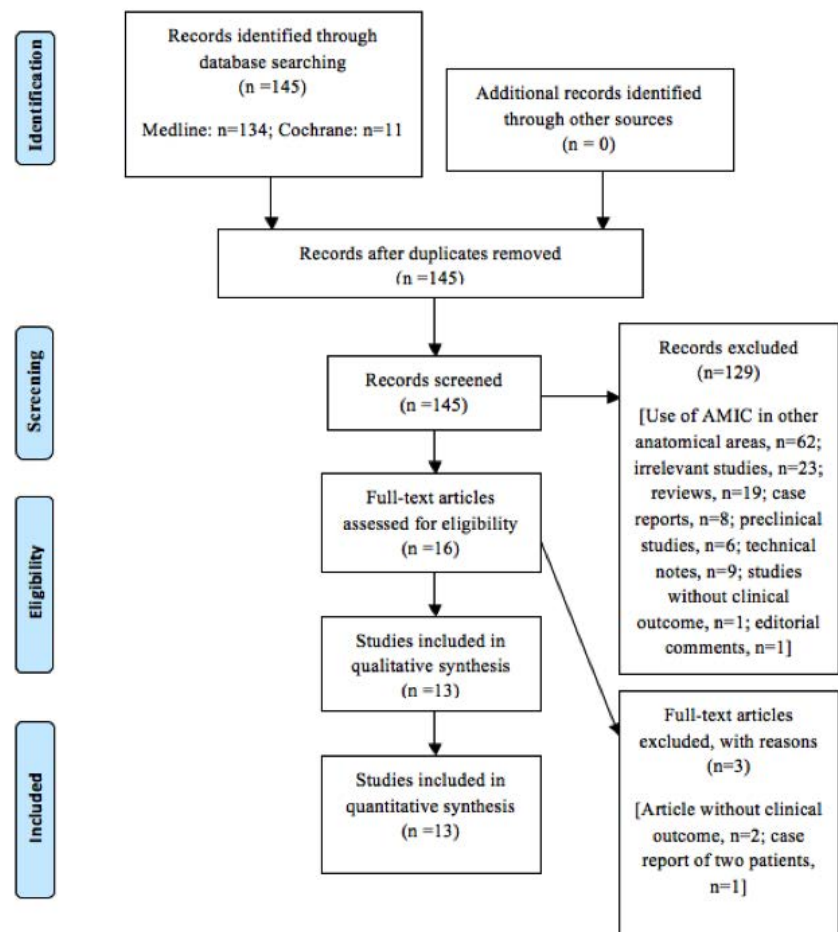 Identification
Records identified through
database searching
(n =145)
Medline: n=134; Cochrane: n=11
Additional records identified
through other sources
(n = 0)
Records after duplicates removed
(n =145)
Screening
Records screened
(n =145)
Records excluded
(n=129)
[Use of AMIC in other
anatomical areas, n=62;
irrelevant studies, n=23;
reviews, n=19; case
reports, n=8; preclinical
studies, n=6; technical
notes, n=9; studies
without clinical
outcome, n=1; editorial
comments, n=1]
Eligibility
Full-text articles
assessed for eligibility
(n =16)
Studies included in
qualitative synthesis
(n =13)
Full-text articles
excluded, with reasons
(n=3)
[Article without clinical
outcome, n=2; case
report of two patients,
n=1]
Included
Studies included in
quantitative synthesis
(n =13)